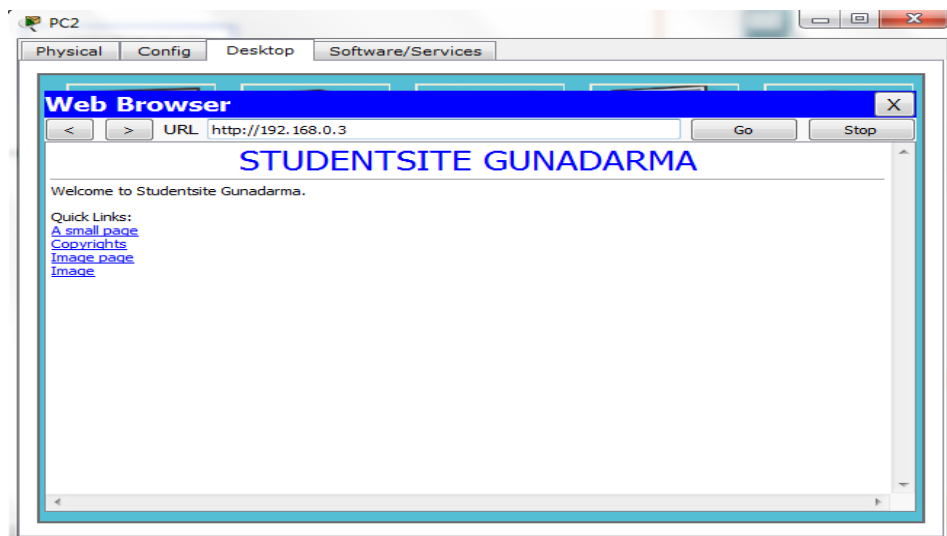 PC2
Physical Config Desktop Software/Services
Web Browser X
< > URL http://192.168.0.3 Go Stop
STUDENTSITE GUNADARMA
Welcome to Studentsite Gunadarma.
Quick Links:
A small page
Copyrights
Image page
Image